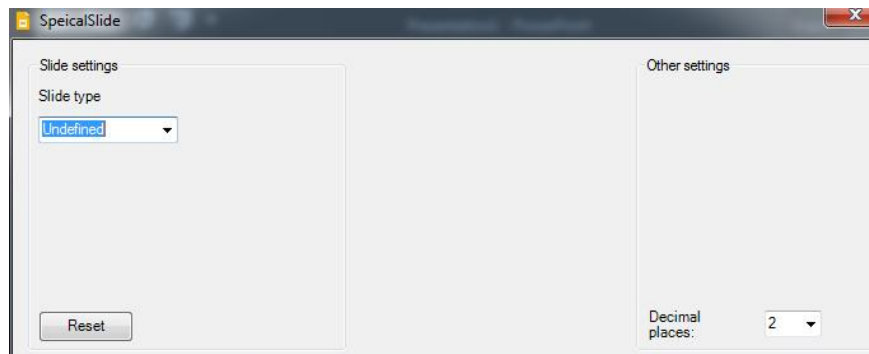 SpeicalSlide
Slide settings
Slide type
Undefined
Reset
Other settings
Decimal
places:
2